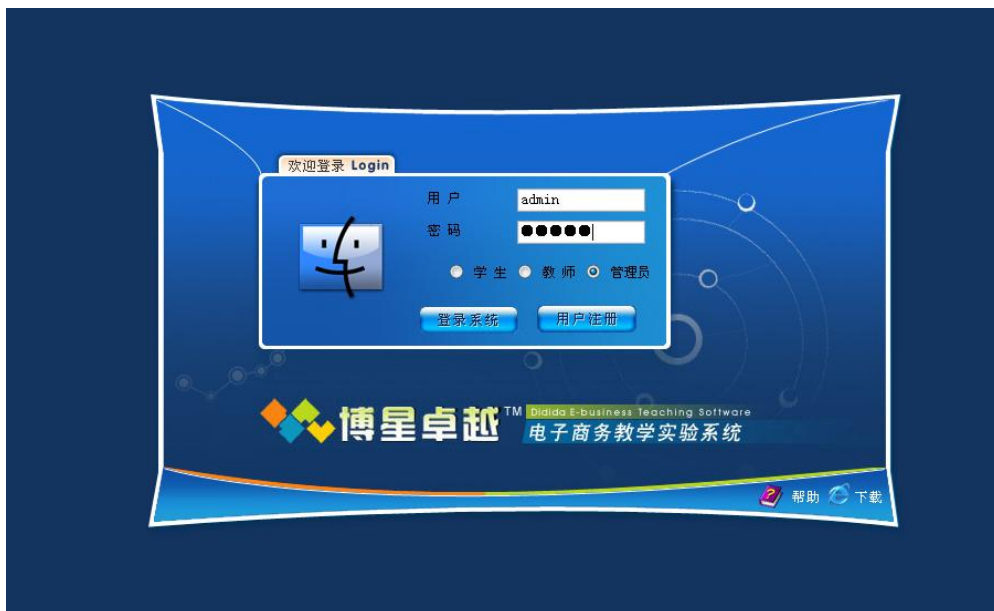 欢迎登录 Login
用 户 admin
密 码 ●●●●●
学 生 教 师 管理员
登录系统 用户注册
博星卓越 TM Didida E-business Teaching Software
电子商务教学实验系统
帮助 下载